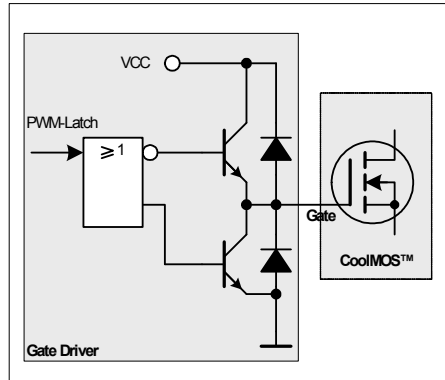 VCC
PWM-Latch
≥1
Gate
CoolMOS™
Gate Driver